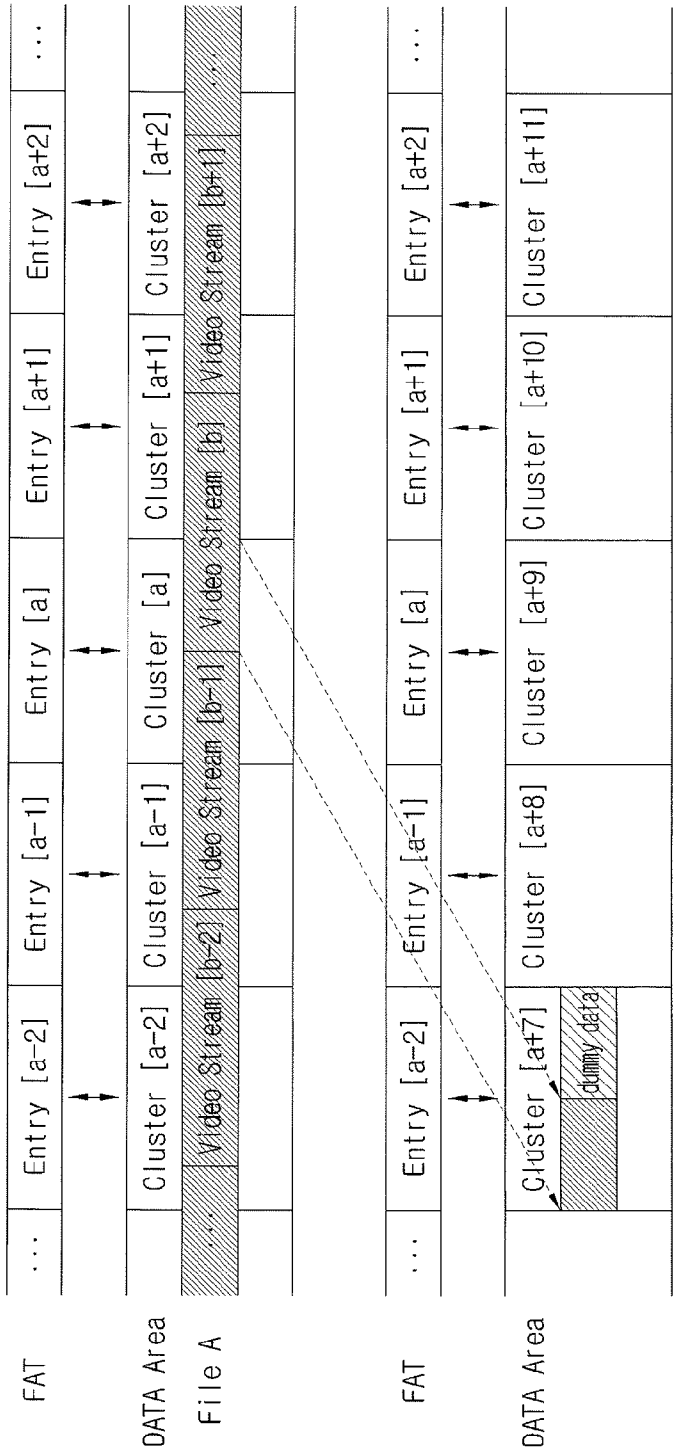 FAT ... Entry [a-2] Entry [a-1] Entry [a] Entry [a+1] Entry [a+2] ...
DATA Area Cluster [a-2] Cluster [a-1] Cluster [a] Cluster [a+1] Cluster [a+2]
File A ... Video Stream [b-2] Video Stream [b-1] Video Stream [b] Video Stream [b+1] ...
FAT ... Entry [a-2] Entry [a-1] Entry [a] Entry [a+1] Entry [a+2] ...
DATA Area Cluster [a+7] Cluster [a+8] Cluster [a+9] Cluster [a+10] Cluster [a+11]
dummy data